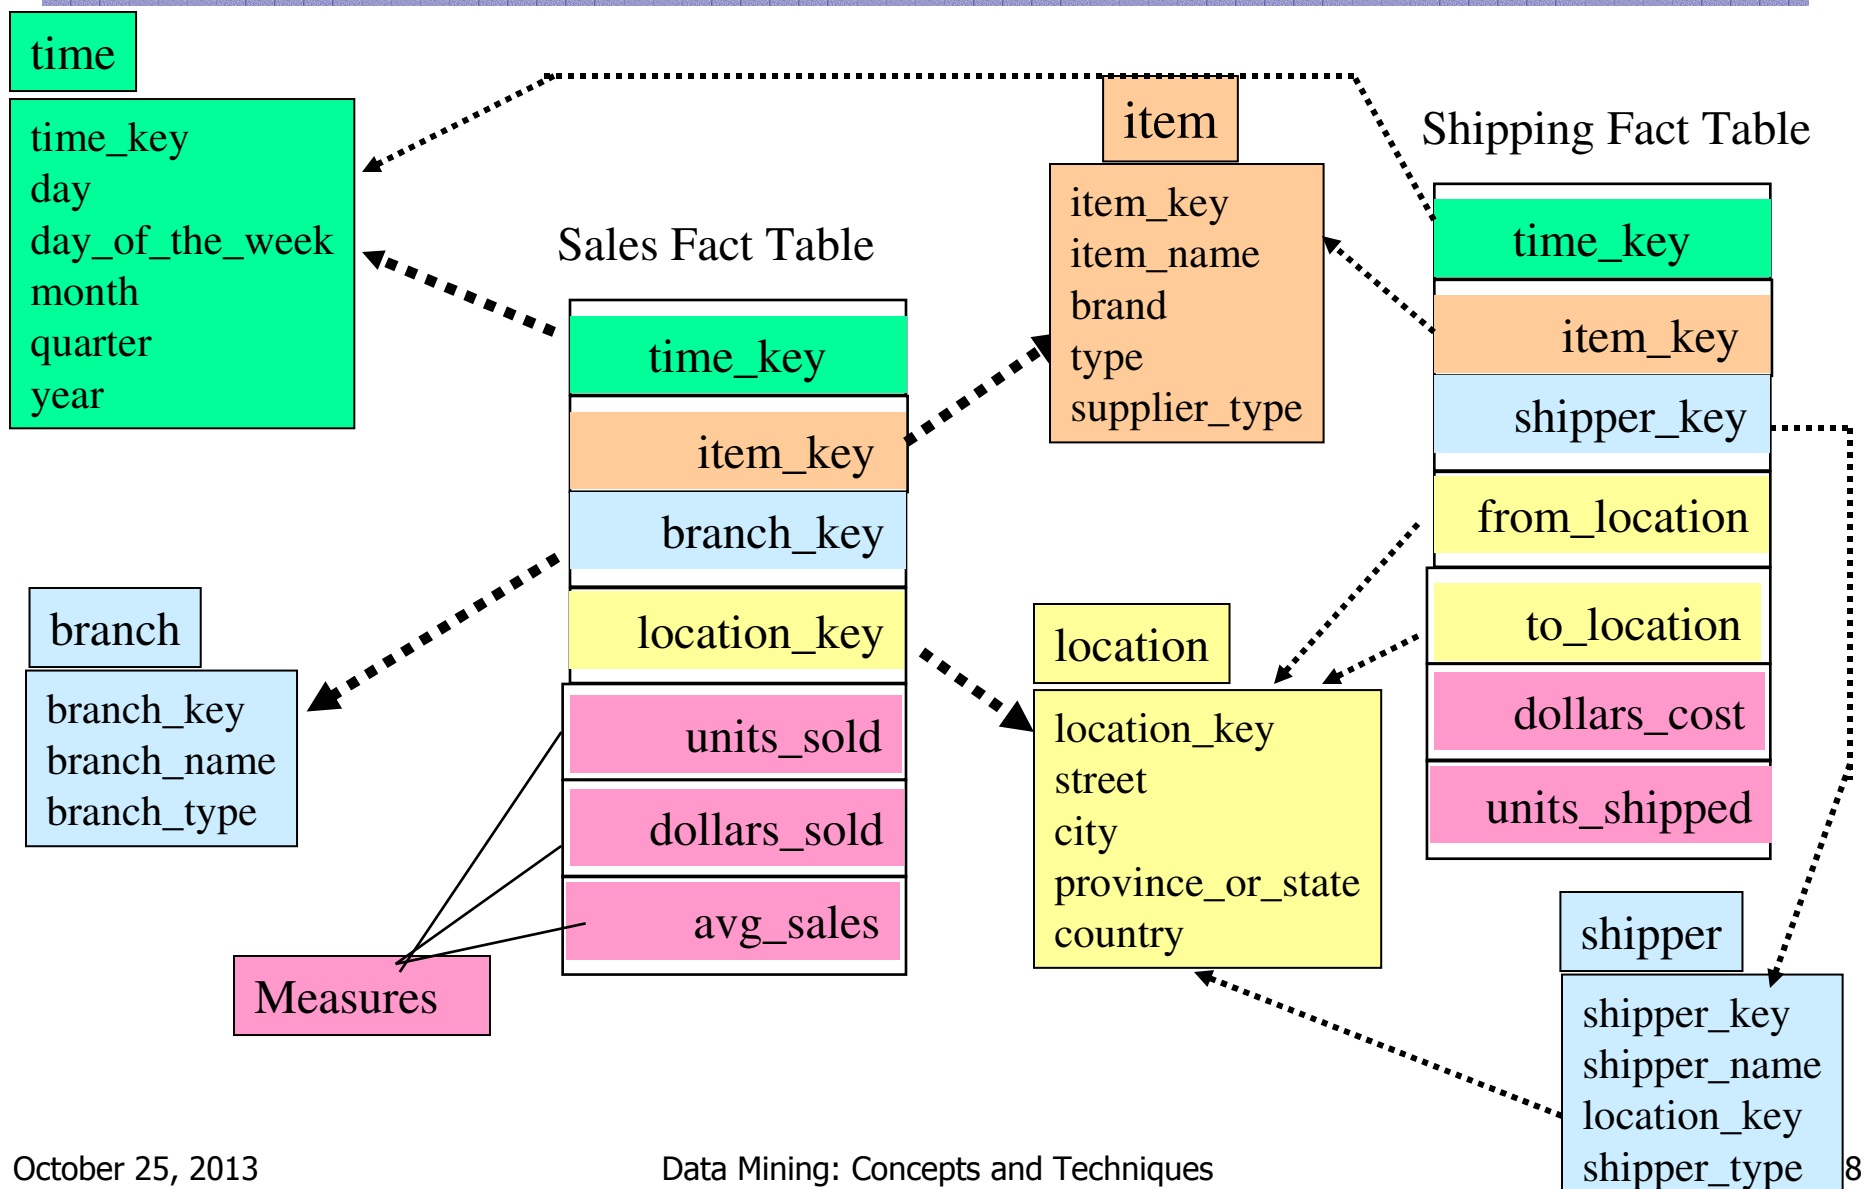 time
time_key
day
day_of_the_week
month
quarter
year
Sales Fact Table
time_key
item_key
branch_key
location_key
units_sold
dollars_sold
avg_sales
Measures
branch
branch_key
branch_name
branch_type
item
item_key
item_name
brand
type
supplier_type
location
location_key
street
city
province_or_state
country
Shipping Fact Table
time_key
item_key
shipper_key
from_location
to_location
dollars_cost
units_shipped
shipper
shipper_key
shipper_name
location_key
shipper_type
October 25, 2013
Data Mining: Concepts and Techniques
8